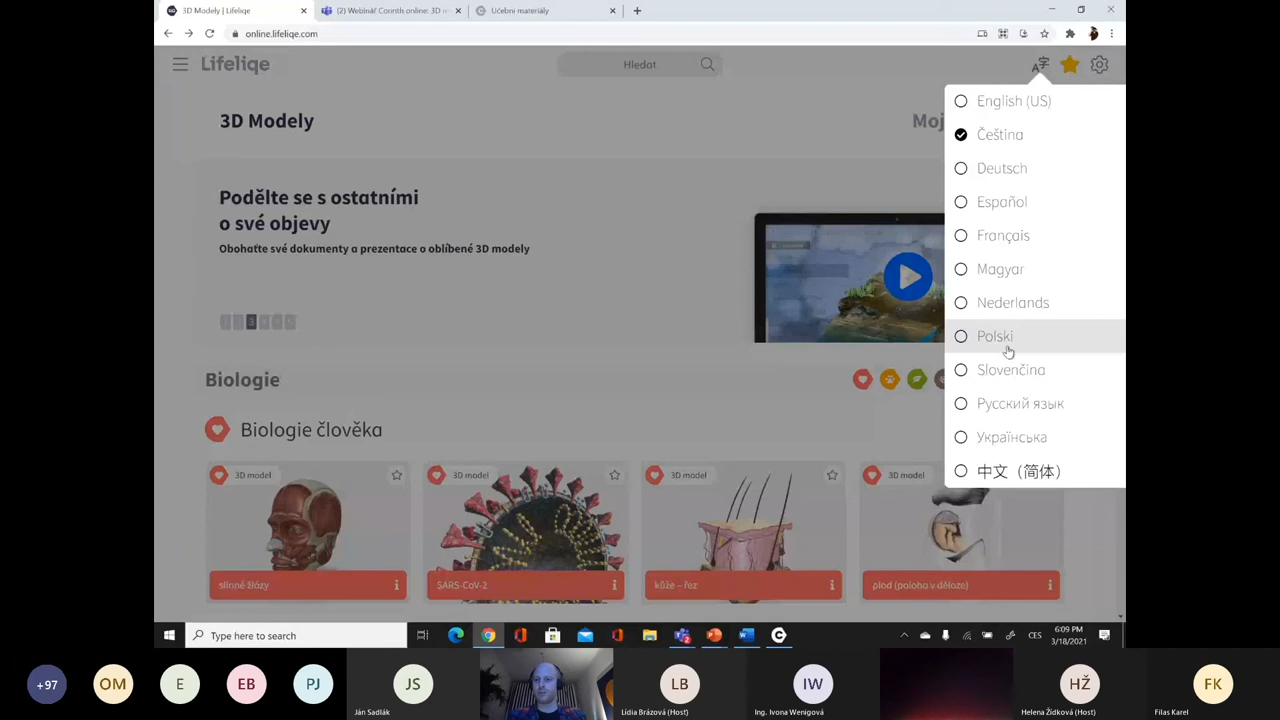 3D Modely | Lifeliqe
(2) Webinář Corinth online: 3D m
Učební materiály
online.lifeliqe.com
Lifeliqe
Hledat
3D Modely
Moj
Podělte se s ostatními
o své objevy
Obohaťte své dokumenty a prezentace o oblíbené 3D modely
English (US)
Čeština
Deutsch
Español
Français
Magyar
Nederlands
Polski
Slovenčina
Русский язык
Українська
中文（简体）
Biologie
Biologie člověka
3D model
3D model
3D model
3D model
slinné žlázy
SARS-CoV-2
kůže – řez
plod (poloha v děloze)
Type here to search
CES
6:09 PM
3/18/2021
+97
OM
E
EB
PJ
JS
Ján Sadlák
LB
Lídia Brázová (Host)
IW
Ing. Ivona Wenigová
HŽ
Helena Žídková (Host)
FK
Filas Karel